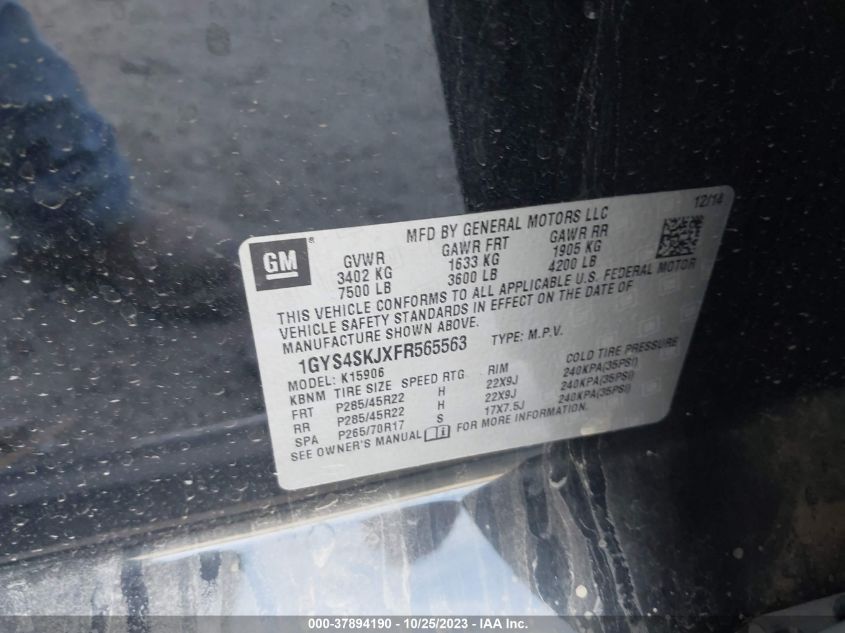 MFD BY GENERAL MOTORS LLC 12/14
GM ®
GVWR GAWR FRT GAWR RR
3402 KG 1633 KG 1905 KG
7500 LB 3600 LB 4200 LB
THIS VEHICLE CONFORMS TO ALL APPLICABLE U.S. FEDERAL MOTOR
VEHICLE SAFETY STANDARDS IN EFFECT ON THE DATE OF
MANUFACTURE SHOWN ABOVE.
1GYS4SKJXFR565563 TYPE: M.P.V.
MODEL: K15906
KBNM TIRE SIZE SPEED RTG RIM COLD TIRE PRESSURE
FRT P285/45R22 H 22X9J 240KPA(35PSI)
RR P285/45R22 H 22X9J 240KPA(35PSI)
SPA P265/70R17 S 17X7.5J 240KPA(35PSI)
SEE OWNER'S MANUAL FOR MORE INFORMATION.
000-37894190 - 10/25/2023 - IAA Inc.